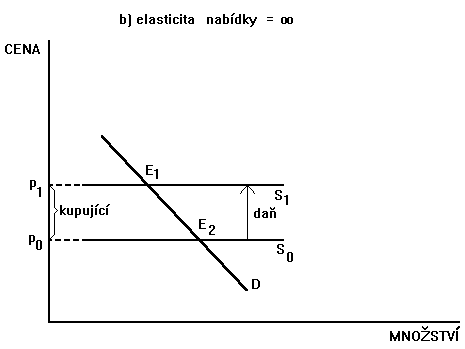 b) elasticita nabídky = ∞
CENA
E₁
P₁
S₁
kupující
daň
E₂
P₀
S₀
D
MNOŽSTVÍ